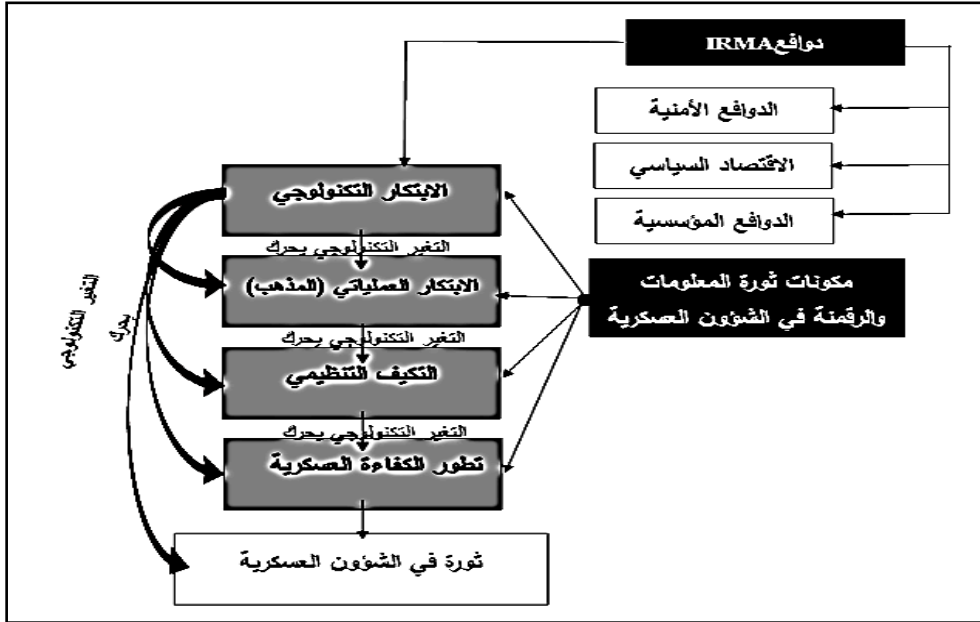 دوافع IRMA
الدوافع الأمنية
الاقتصاد السياسي
الدوافع المؤسسية
مكونات ثورة المعلومات
والرقمنة في الشؤون العسكرية
الابتكار التكنولوجي
التغير التكنولوجي يحرك
الابتكار العملياتي (المذهب)
التغير التكنولوجي يحرك
التكيف التنظيمي
التغير التكنولوجي يحرك
تطور الكفاءة العسكرية
ثورة في الشؤون العسكرية
التغير التكنولوجي
يحرك